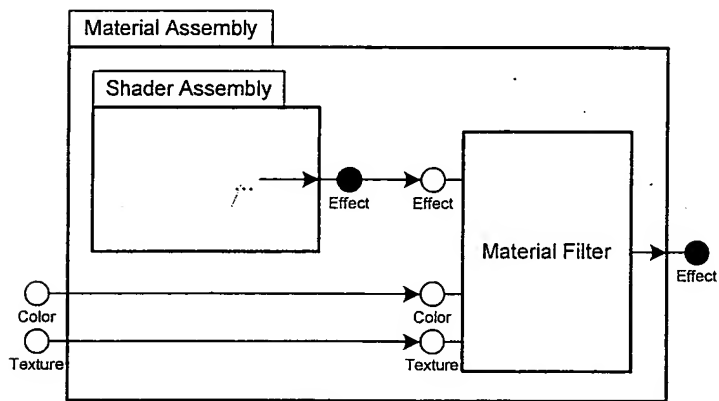 Material Assembly
Shader Assembly
Effect
Effect
Material Filter
Effect
Color
Color
Texture
Texture